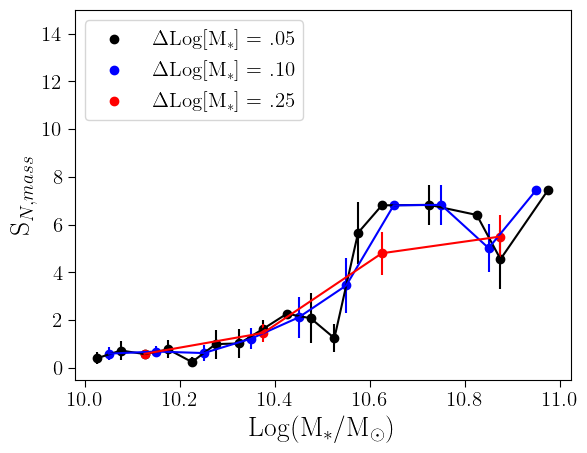 ΔLog[M*] = .05
ΔLog[M*] = .10
ΔLog[M*] = .25
14
12
10
8
6
4
2
0
S_{N,mass}
10.0 10.2 10.4 10.6 10.8 11.0
Log(M*/M⊙)